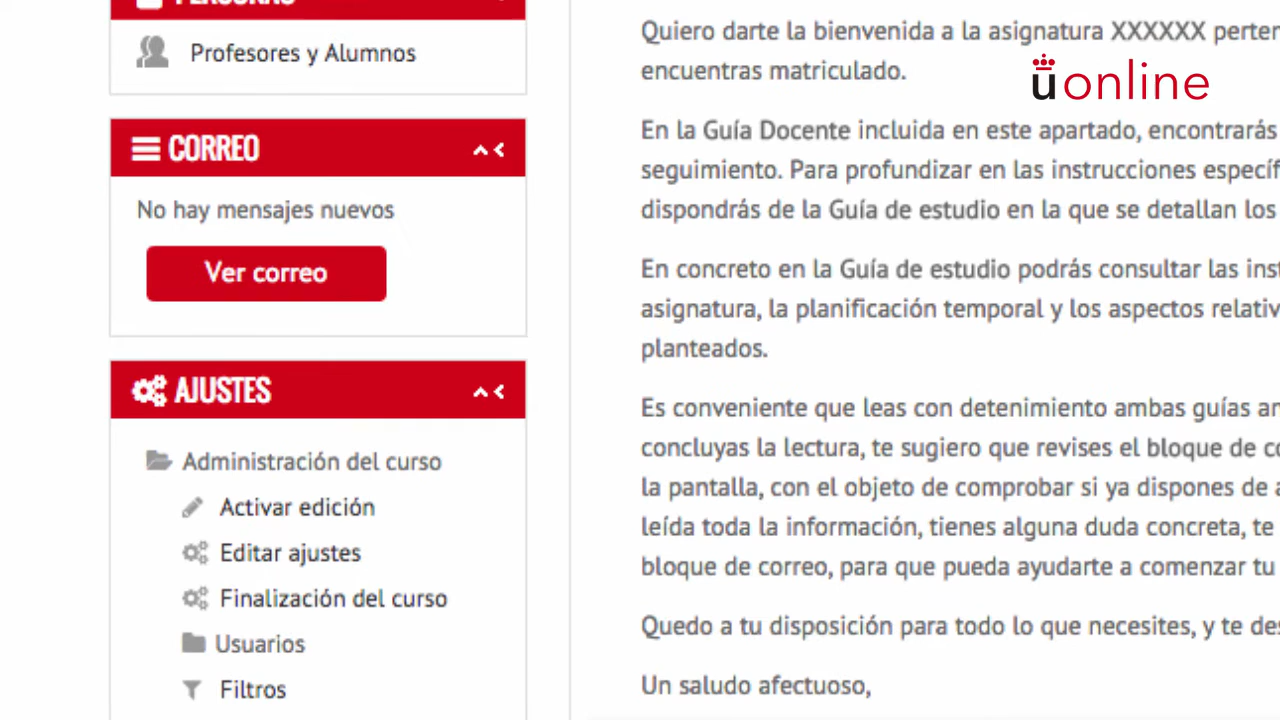 PERSONAS
Profesores y Alumnos
CORREO
No hay mensajes nuevos
Ver correo
AJUSTES
Administración del curso
Activar edición
Editar ajustes
Finalización del curso
Usuarios
Filtros
Quiero darte la bienvenida a la asignatura XXXXXX
encuentras matriculado.
uonline
En la Guía Docente incluida en este apartado, encontrarás
seguimiento. Para profundizar en las instrucciones
dispondrás de la Guía de estudio en la que se detallan los
En concreto en la Guía de estudio podrás consultar las
asignatura, la planificación temporal y los aspectos
planteados.
Es conveniente que leas con detenimiento ambas guías
concluyas la lectura, te sugiero que revises el bloque de
la pantalla, con el objeto de comprobar si ya dispones de
leída toda la información, tienes alguna duda concreta, te
bloque de correo, para que pueda ayudarte a comenzar tu
Quedo a tu disposición para todo lo que necesites, y te
Un saludo afectuoso,